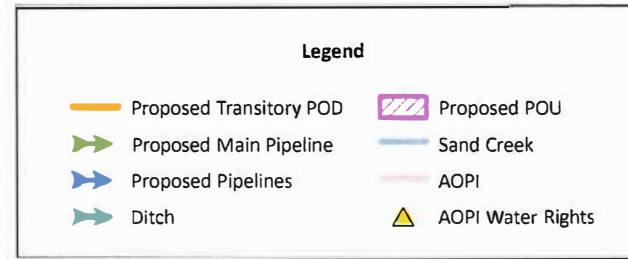 Legend
Proposed Transitory POD
Proposed Main Pipeline
Proposed Pipelines
Ditch
Proposed POU
Sand Creek
AOPI
AOPI Water Rights